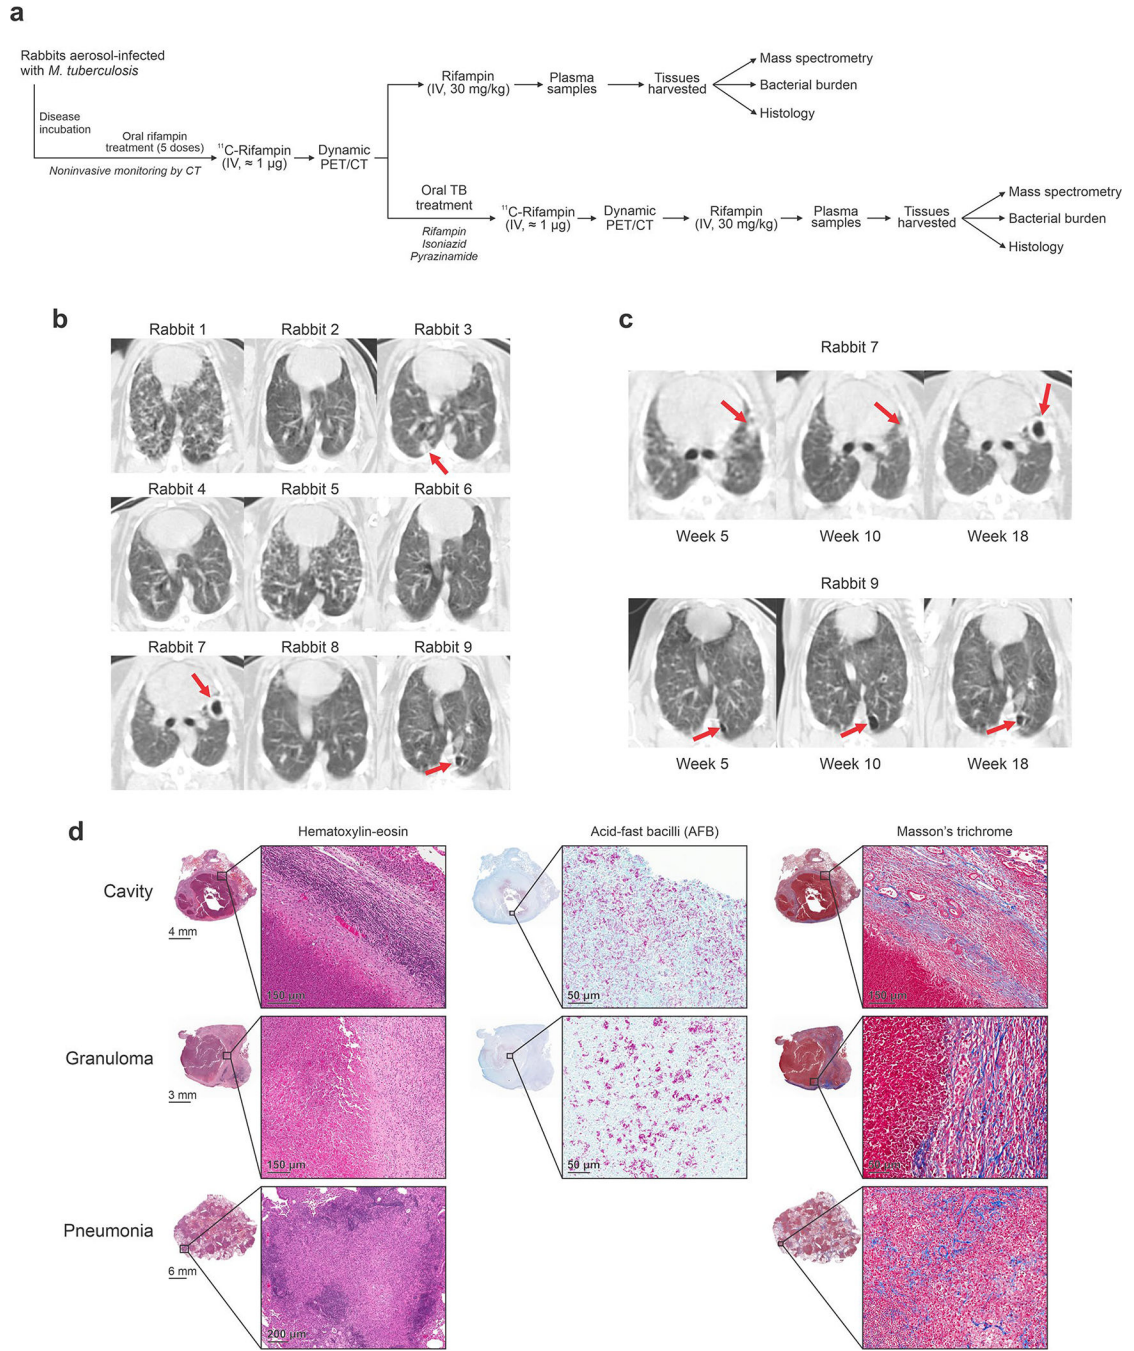 a
Rabbits aerosol-infected
with M. tuberculosis
Disease
incubation
Oral rifampin
treatment (5 doses)
Noninvasive monitoring by CT
11C-Rifampin
(IV, ≈ 1 µg)
Dynamic
PET/CT
Rifampin
(IV, 30 mg/kg)
Plasma
samples
Tissues
harvested
Mass spectrometry
Bacterial burden
Histology
Oral TB
treatment
Rifampin
Isoniazid
Pyrazinamide
11C-Rifampin
(IV, ≈ 1 µg)
Dynamic
PET/CT
Rifampin
(IV, 30 mg/kg)
Plasma
samples
Tissues
harvested
Mass spectrometry
Bacterial burden
Histology
b
Rabbit 1 Rabbit 2 Rabbit 3
Rabbit 4 Rabbit 5 Rabbit 6
Rabbit 7 Rabbit 8 Rabbit 9
c
Rabbit 7
Week 5 Week 10 Week 18
Rabbit 9
Week 5 Week 10 Week 18
d
Hematoxylin-eosin Acid-fast bacilli (AFB) Masson's trichrome
Cavity
4 mm
150 µm
50 µm
150 µm
Granuloma
3 mm
150 µm
50 µm
50 µm
Pneumonia
6 mm
200 µm